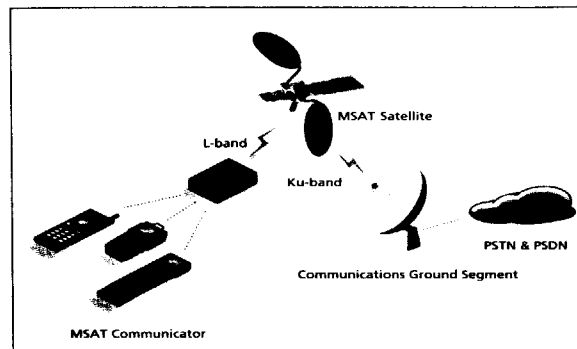 MSAT Satellite
L-band
Ku-band
PSTN & PSDN
Communications Ground Segment
MSAT Communicator